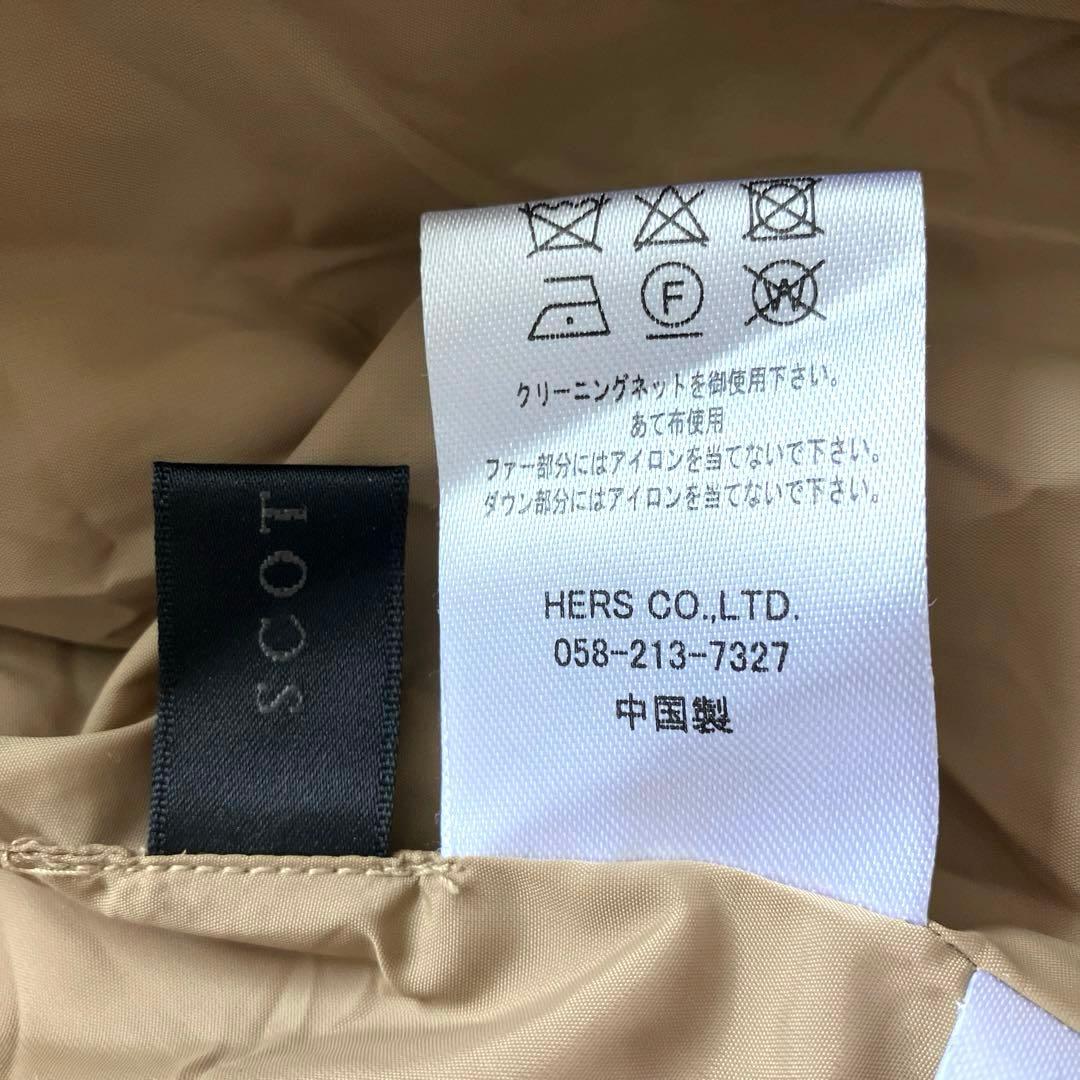 SCOT
F
W
クリーニングネットを御使用下さい。
あて布使用
ファー部分にはアイロンを当てないで下さい。
ダウン部分にはアイロンを当てないで下さい。
HERS CO.,LTD.
058-213-7327
中国製